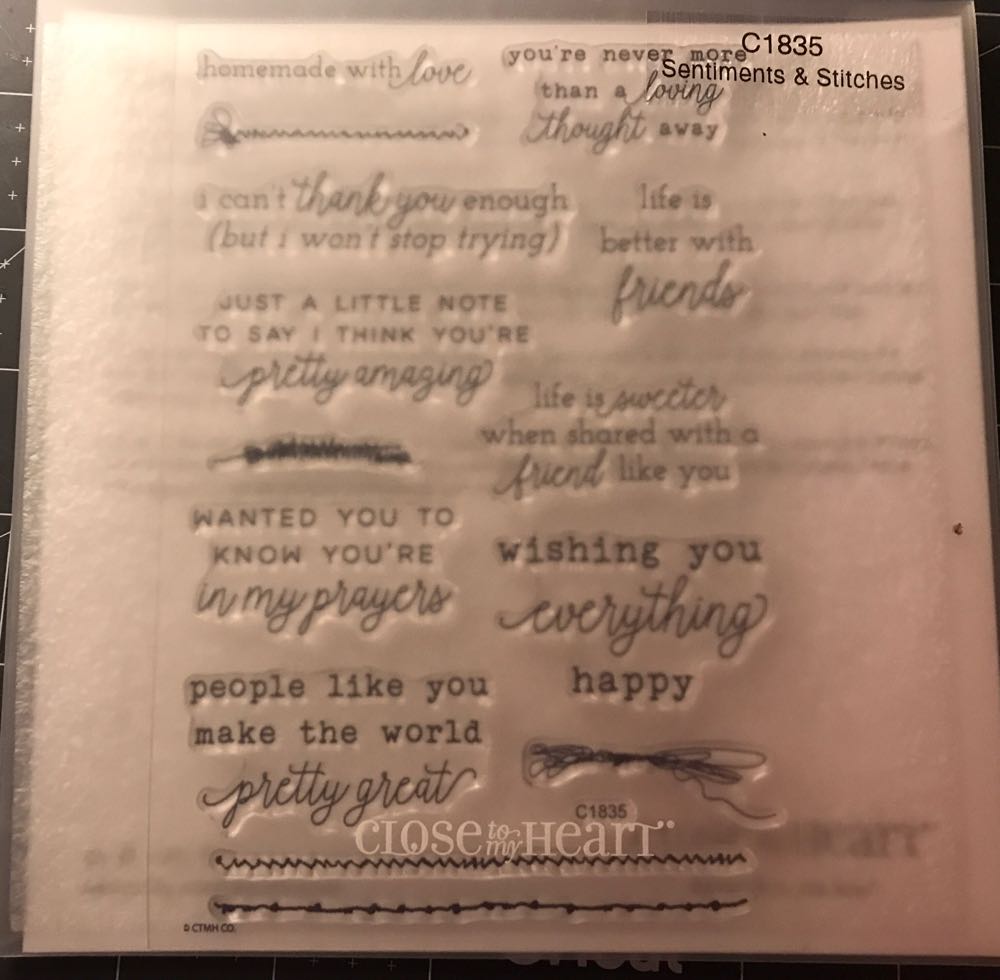 C1835
Sentiments & Stitches
homemade with love
you're never more
than a loving
thought away
i can't thank you enough
(but i won't stop trying)
life is
better with
friends
JUST A LITTLE NOTE
TO SAY I THINK YOU'RE
pretty amazing
life is sweeter
when shared with a
friend like you
WANTED YOU TO
KNOW YOU'RE
in my prayers
wishing you
everything
happy
people like you
make the world
pretty great
C1835
CLOSE to my HEART
© CTMH CO.
cricut